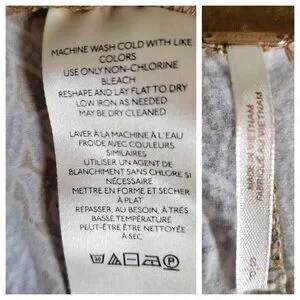 MACHINE WASH COLD WITH LIKE
COLORS
USE ONLY NON-CHLORINE
BLEACH
RESHAPE AND LAY FLAT TO DRY
LOW IRON AS NEEDED
MAY BE DRY CLEANED
LAVER À LA MACHINE À L'EAU
FROIDE AVEC COULEURS
SIMILAIRES
UTILISER UN AGENT DE
BLANCHIMENT SANS CHLORE SI
NÉCESSAIRE
METTRE EN FORME ET SÉCHER
À PLAT
REPASSER, AU BESOIN, À TRÈS
BASSE TEMPÉRATURE
PEUT-ÊTRE ÊTRE NETTOYÉE
À SEC
MADE IN VIETNAM
FABRIQUÉ AU VIETNAM